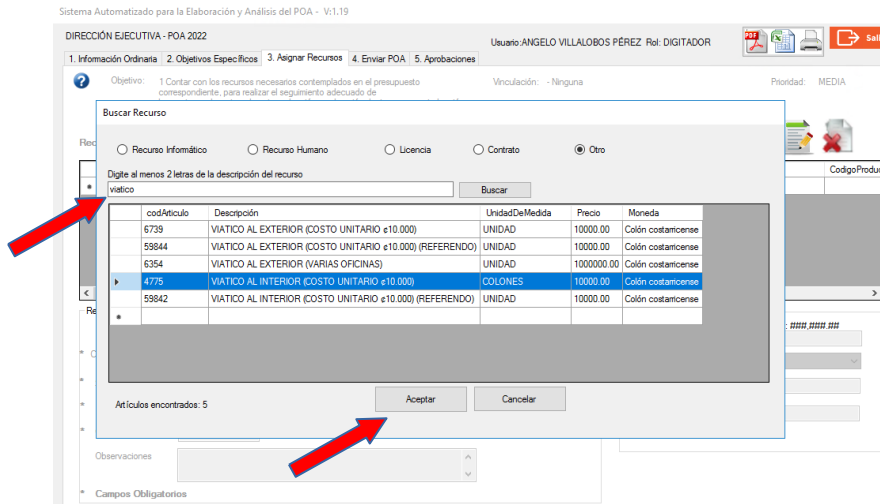 Sistema Automatizado para la Elaboración y Análisis del POA - V:1.19
DIRECCIÓN EJECUTIVA - POA 2022
Usuario:ANGELO VILLALOBOS PÉREZ Rol: DIGITADOR
PDF
Sali
1. Información Ordinaria 2. Objetivos Específicos 3. Asignar Recursos 4. Enviar POA 5. Aprobaciones
Objetivo: 1 Contar con los recursos necesarios contemplados en el presupuesto Vinculación: - Ninguna Prioridad: MEDIA
correspondiente, para realizar el seguimiento adecuado de
Buscar Recurso
Rec
Recurso Informático Recurso Humano Licencia Contrato Otro
Digite al menos 2 letras de la descripción del recurso
CodigoProduc
viatico Buscar
codArticulo Descripción UnidadDeMedida Precio Moneda
6739 VIATICO AL EXTERIOR (COSTO UNITARIO ¢10.000) UNIDAD 10000.00 Colón costarricense
59844 VIATICO AL EXTERIOR (COSTO UNITARIO ¢10.000) (REFERENDO) UNIDAD 10000.00 Colón costarricense
6354 VIATICO AL EXTERIOR (VARIAS OFICINAS) UNIDAD 1000000.00 Colón costarricense
4775 VIATICO AL INTERIOR (COSTO UNITARIO ¢10.000) COLONES 10000.00 Colón costarricense
59842 VIATICO AL INTERIOR (COSTO UNITARIO ¢10.000) (REFERENDO) UNIDAD 10000.00 Colón costarricense
Re
: ###,###.##
* C
*
*
*
Artículos encontrados: 5 Aceptar Cancelar
Observaciones
* Campos Obligatorios